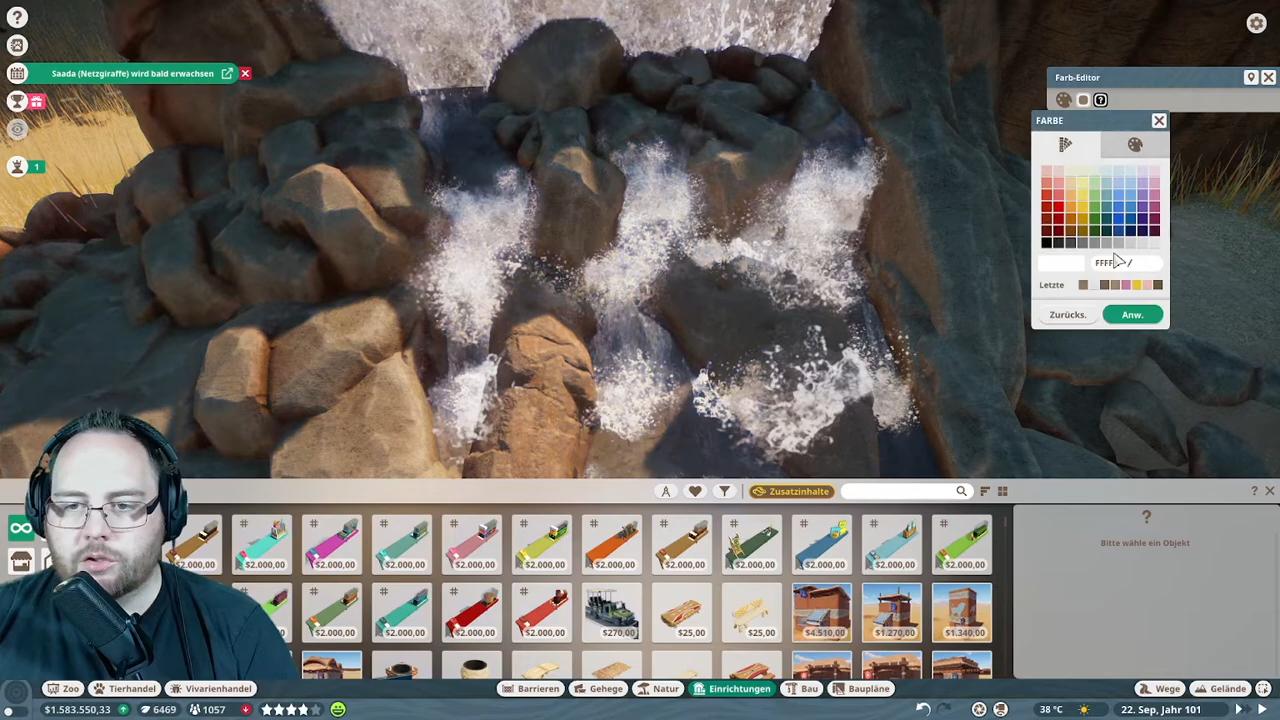 ?
Saada (Netzgiraffe) wird bald erwachsen
1
Farb-Editor
FARBE
Letzte
Zurücks. Anw.
Zusatzinhalte
?
?
Bitte wähle ein Objekt
$2.000,00 $2.000,00 $2.000,00 $2.000,00 $2.000,00 $2.000,00 $2.000,00 $2.000,00 $2.000,00 $2.000,00 $2.000,00 $2.000,00
$2.000,00 $2.000,00 $2.000,00 $2.000,00 $270,00 $25,00 $25,00 $4.510,00 $1.270,00 $1.340,00
Zoo Tierhandel Vivarienhandel Barrieren Gehege Natur Einrichtungen Bau Baupläne Wege Gelände
$1.583.550,33 6469 1057 38 °C 22. Sep, Jahr 101